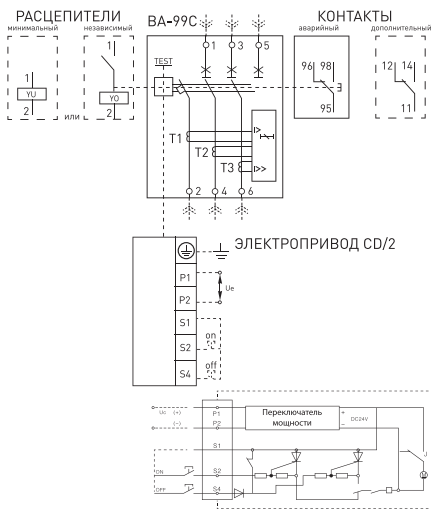 РАСЦЕПИТЕЛИ
минимальный
независимый
ВА-99С
КОНТАКТЫ
аварийный
дополнительный
1
YU
2
или
1
YO
2
TEST
1
3
5
T1
T2
T3
I>
I>>
2
4
6
96
98
95
12
14
11
ЭЛЕКТРОПРИВОД CD/2
P1
P2
S1
S2
S4
Ue
on
off
Uc
(+)
(−)
P1
P2
S1
S2
S4
ON
OFF
Переключатель
мощности
+
DC24V
−
J
M